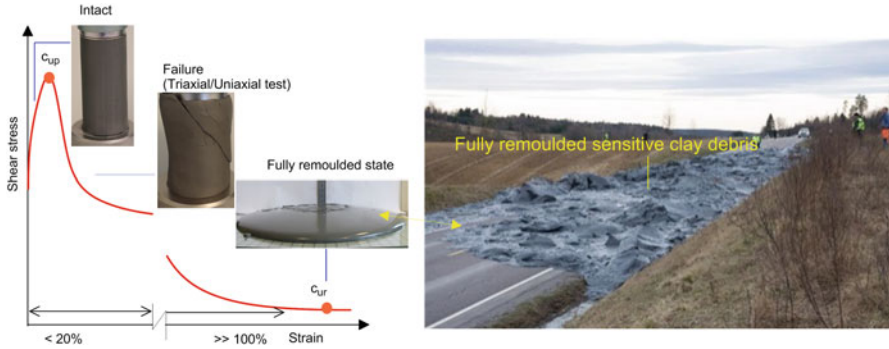 Intact
c_up
Failure
(Triaxial/Uniaxial test)
Fully remoulded state
Shear stress
c_ur
< 20%
>> 100%
Strain
Fully remoulded sensitive clay debris